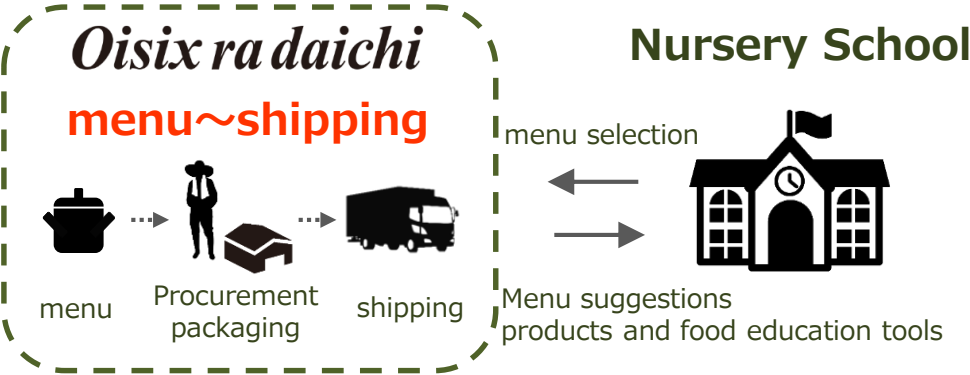 Oisix ra daichi
menu～shipping
menu
Procurement
packaging
shipping
Nursery School
menu selection
Menu suggestions
products and food education tools